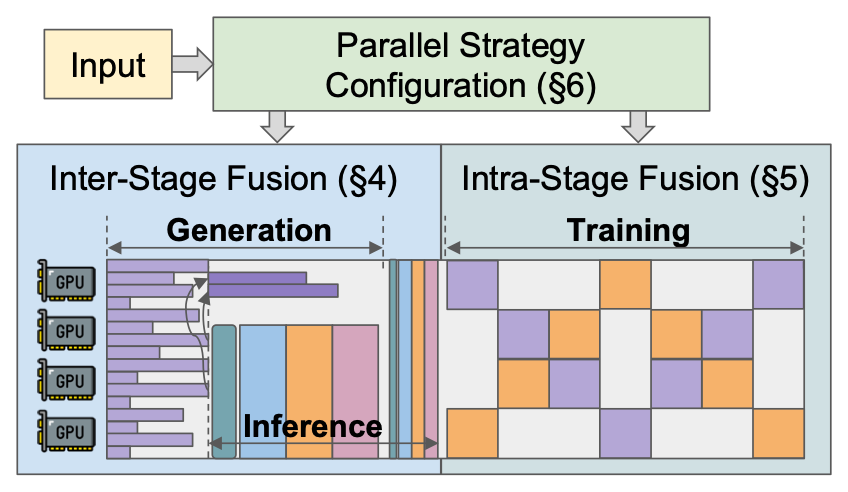 Input
Parallel Strategy
Configuration (§6)
Inter-Stage Fusion (§4)
Intra-Stage Fusion (§5)
Generation
Training
GPU
GPU
GPU
GPU
Inference